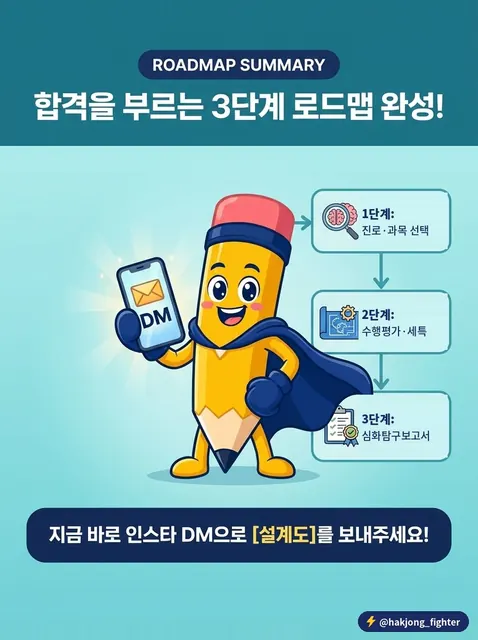 ROADMAP SUMMARY
합격을 부르는 3단계 로드맵 완성!
DM
1단계:
진로·과목 선택
2단계:
수행평가·세특
3단계:
심화탐구보고서
지금 바로 인스타 DM으로 [설계도]를 보내주세요!
@hakjong_fighter